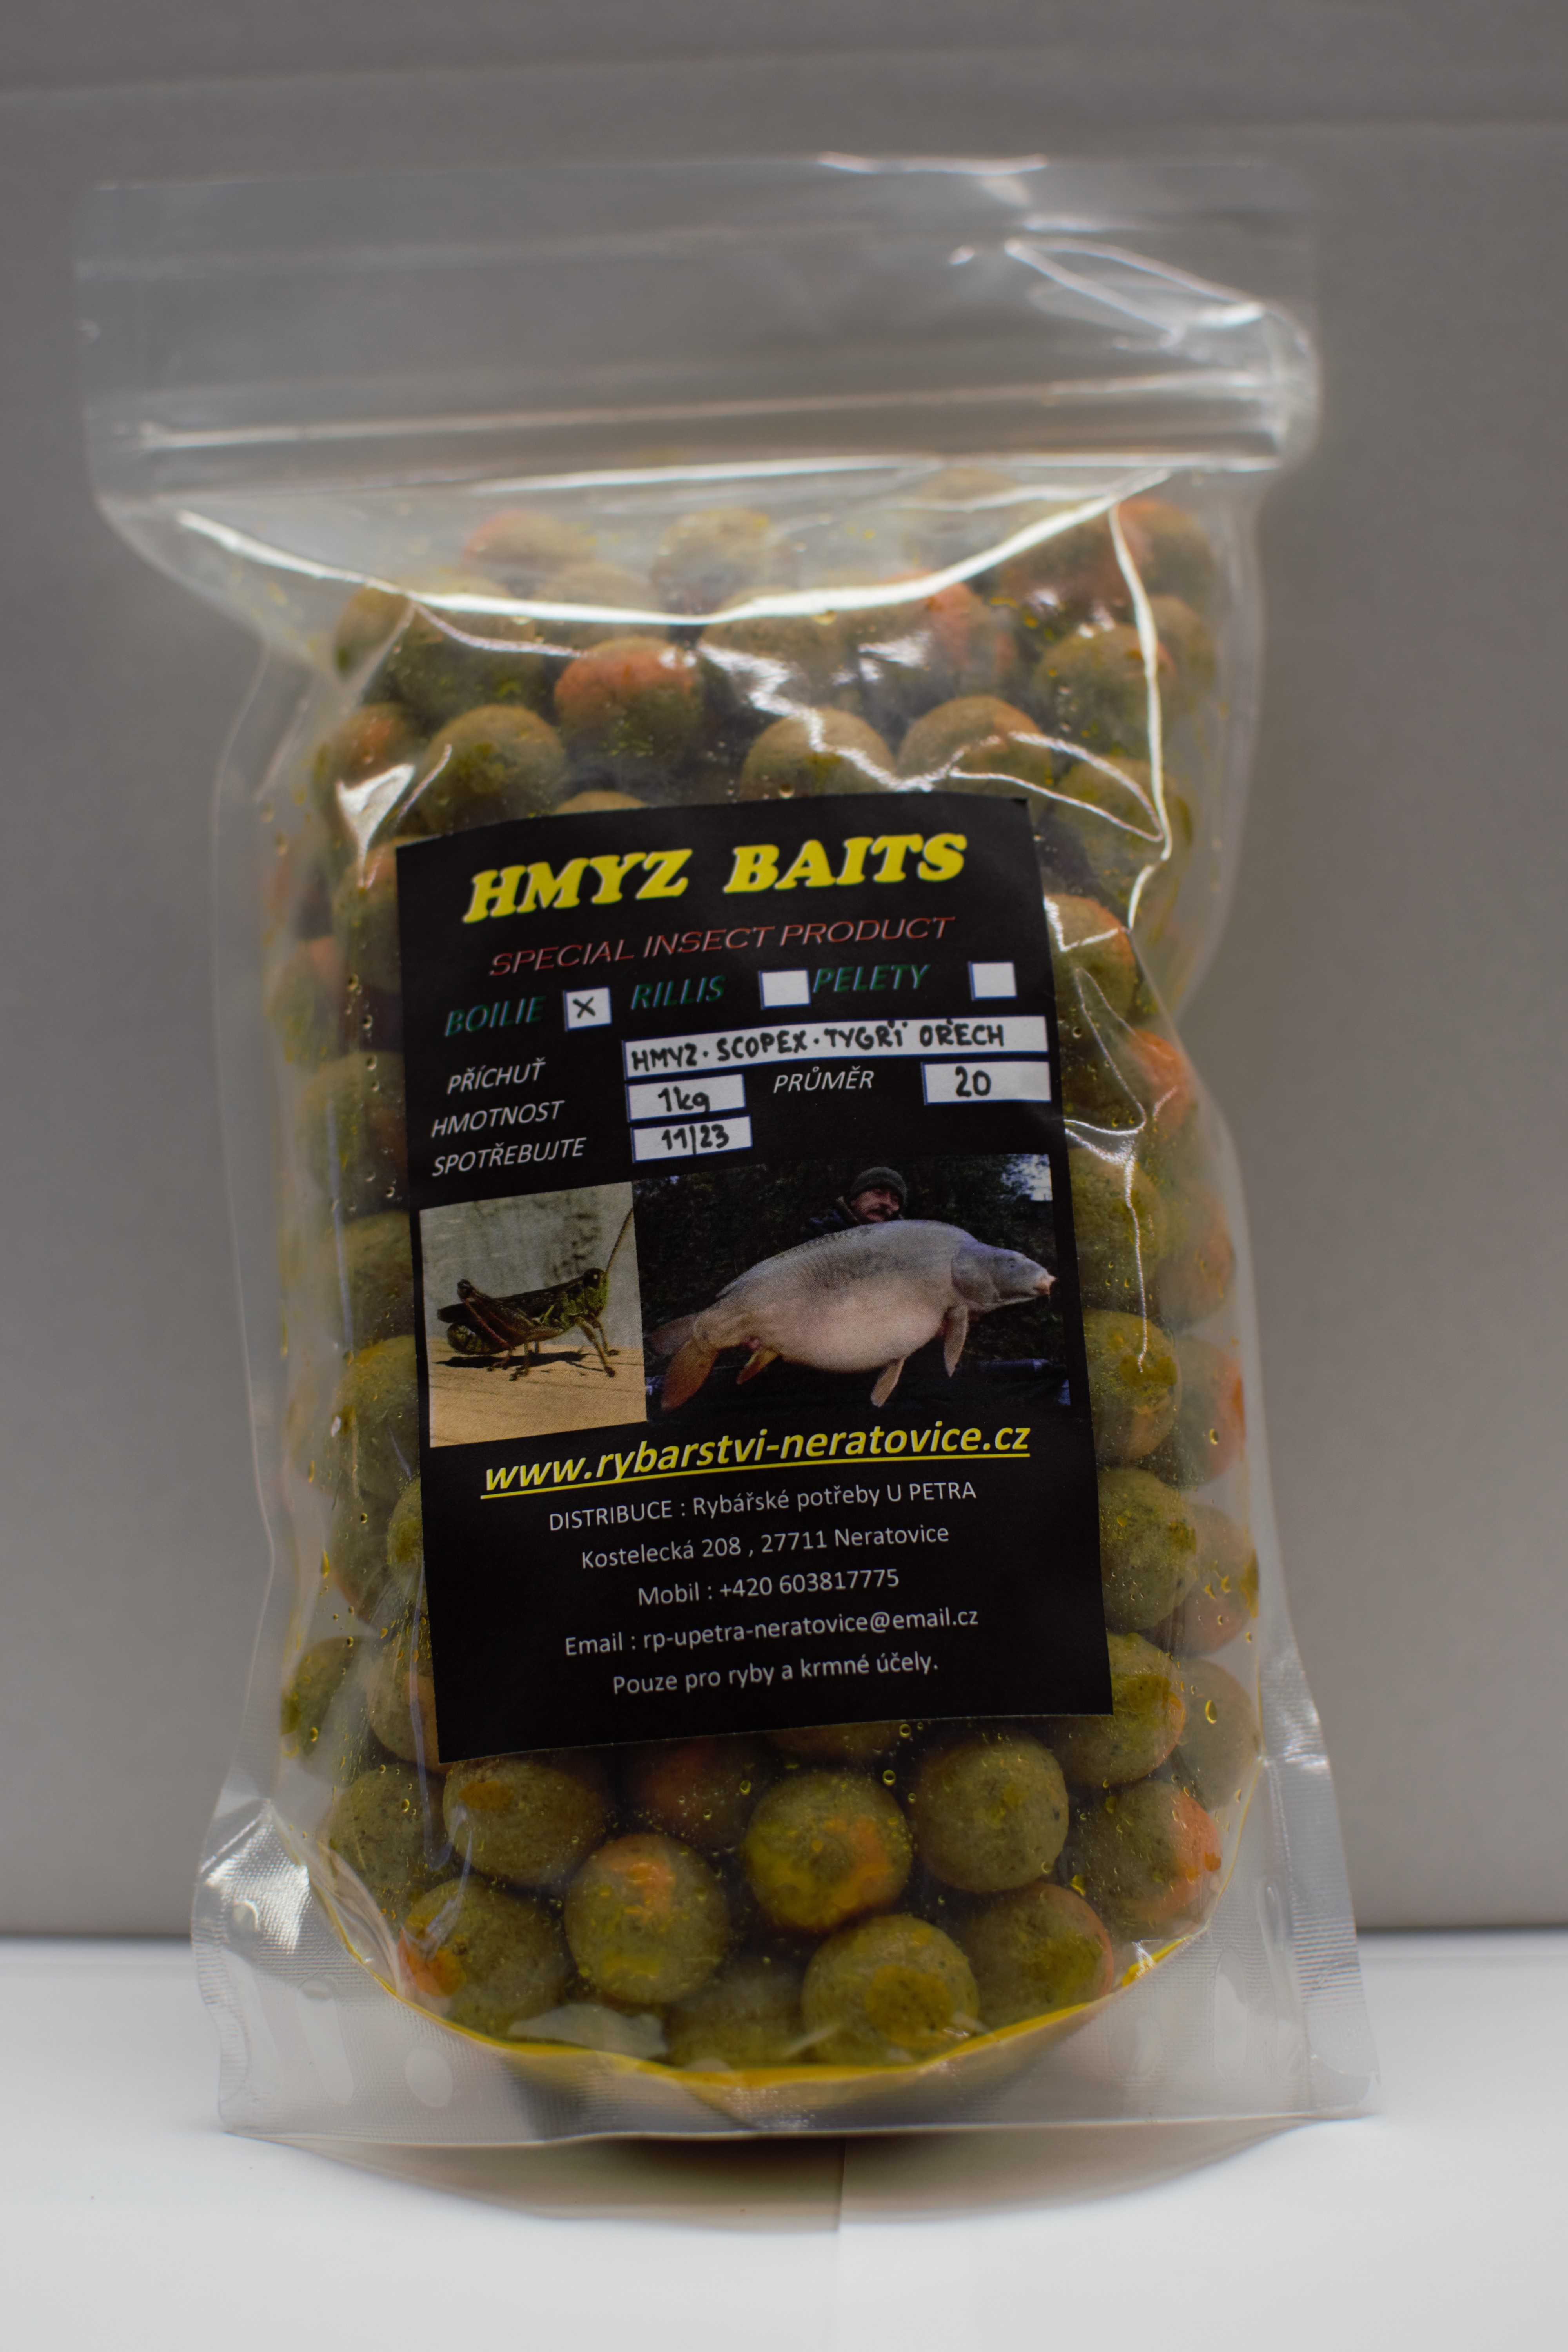 HMYZ BAITS
SPECIAL INSECT PRODUCT
BOILIE X RILLIS PELETY
PŘÍCHUŤ HMYZ · SCOPEX · TYGŘÍ OŘECH
HMOTNOST 1kg PRŮMĚR 20
SPOTŘEBUJTE 11/23
www.rybarstvi-neratovice.cz
DISTRIBUCE : Rybářské potřeby U PETRA
Kostelecká 208 , 27711 Neratovice
Mobil : +420 603817775
Email : rp-upetra-neratovice@email.cz
Pouze pro ryby a krmné účely.